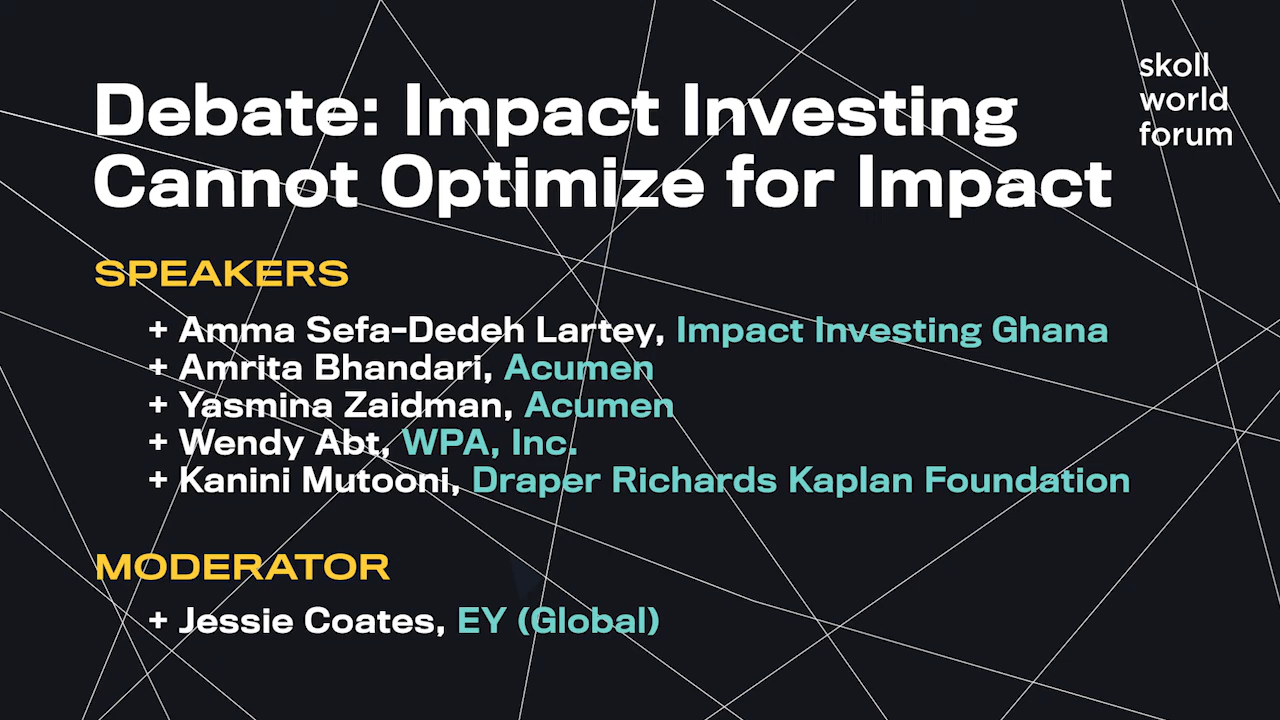 Debate: Impact Investing
Cannot Optimize for Impact
skoll
world
forum
SPEAKERS
+ Amma Sefa-Dedeh Lartey, Impact Investing Ghana
+ Amrita Bhandari, Acumen
+ Yasmina Zaidman, Acumen
+ Wendy Abt, WPA, Inc.
+ Kanini Mutooni, Draper Richards Kaplan Foundation
MODERATOR
+ Jessie Coates, EY (Global)